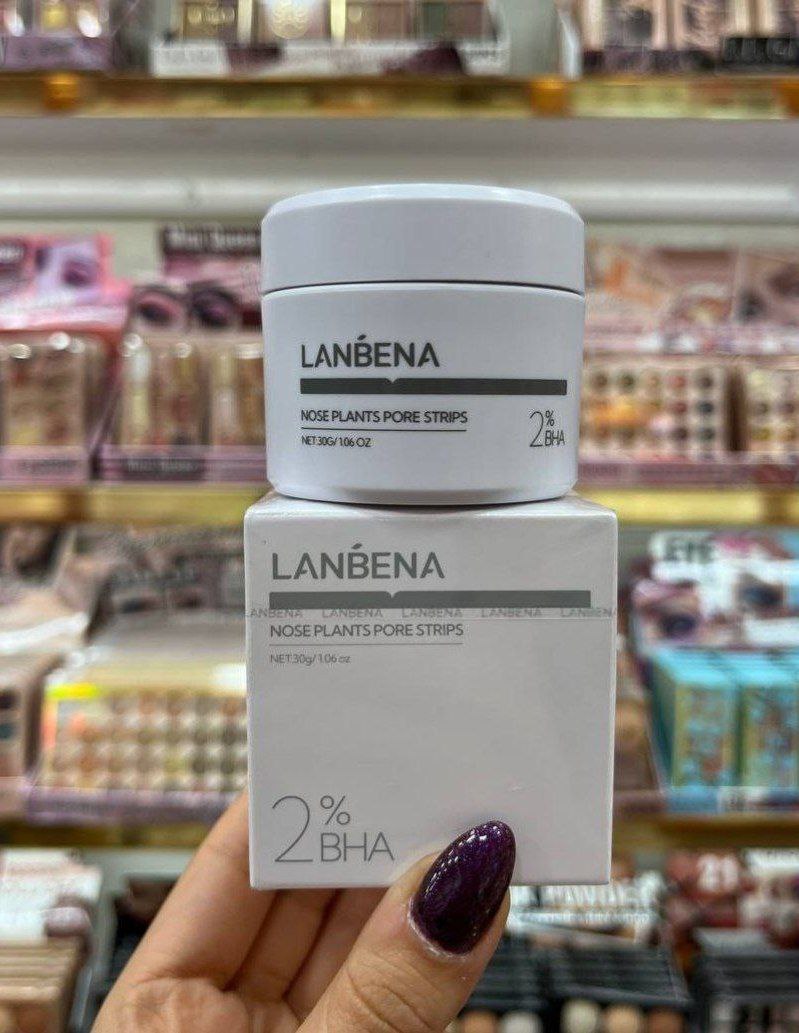 LANBENA
NOSE PLANTS PORE STRIPS
NET.30G/1.06 OZ
2%
BHA
LANBENA
LANBENA LANBENA LANBENA LANBENA LANBENA
NOSE PLANTS PORE STRIPS
NET.30g/1.06 oz
2%
BHA
21